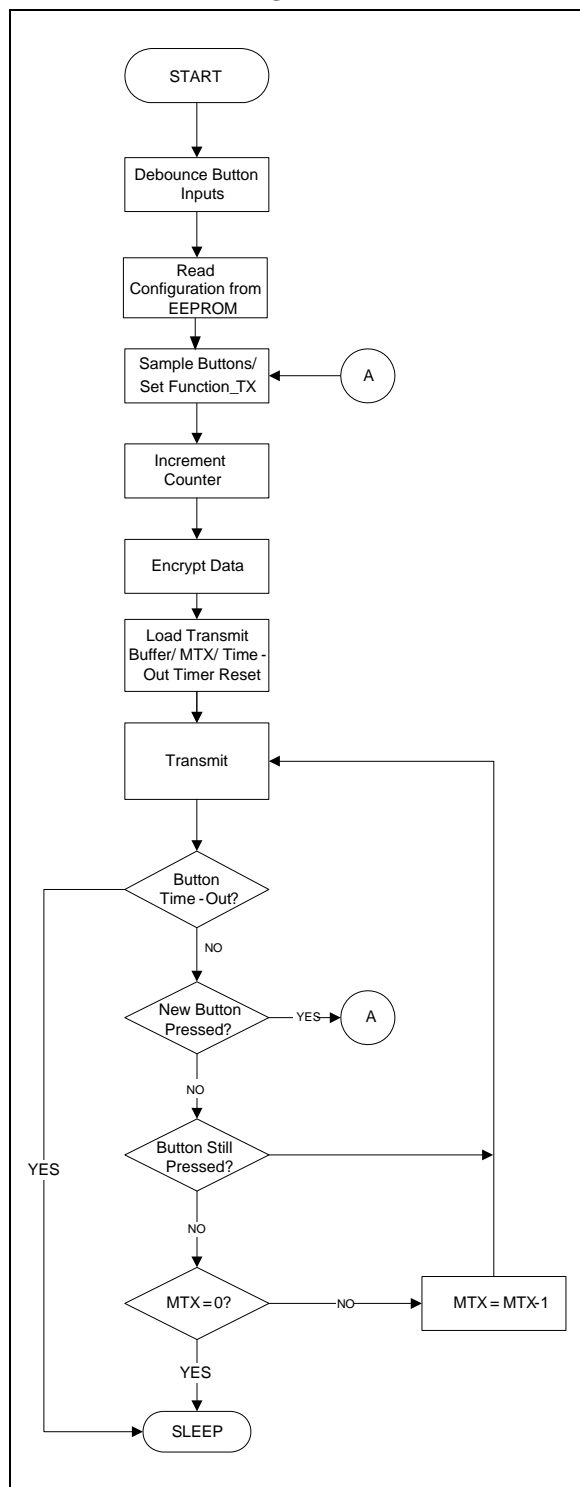 START
Debounce Button
Inputs
Read
Configuration from
EEPROM
Sample Buttons/
Set Function_TX
A
Increment
Counter
Encrypt Data
Load Transmit
Buffer/ MTX/ Time -
Out Timer Reset
Transmit
Button
Time - Out?
NO
New Button
Pressed?
YES
A
NO
Button Still
Pressed?
YES
NO
MTX = 0?
NO
MTX = MTX-1
YES
SLEEP